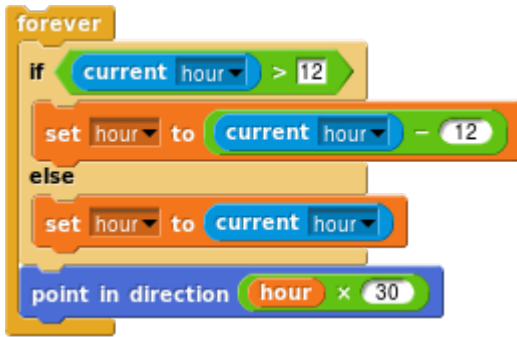 forever
if current hour > 12
set hour to current hour - 12
else
set hour to current hour
point in direction hour × 30